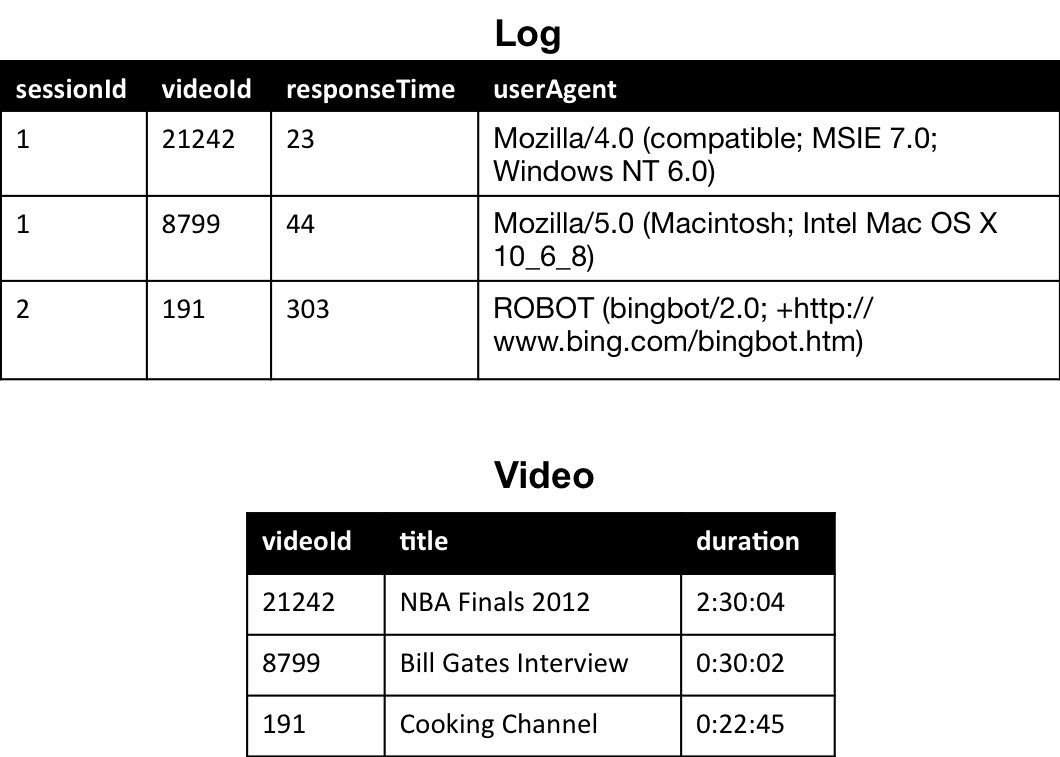 Log
sessionId videoId responseTime userAgent
1 21242 23 Mozilla/4.0 (compatible; MSIE 7.0;
Windows NT 6.0)
1 8799 44 Mozilla/5.0 (Macintosh; Intel Mac OS X
10_6_8)
2 191 303 ROBOT (bingbot/2.0; +http://
www.bing.com/bingbot.htm)
Video
videoId title duration
21242 NBA Finals 2012 2:30:04
8799 Bill Gates Interview 0:30:02
191 Cooking Channel 0:22:45